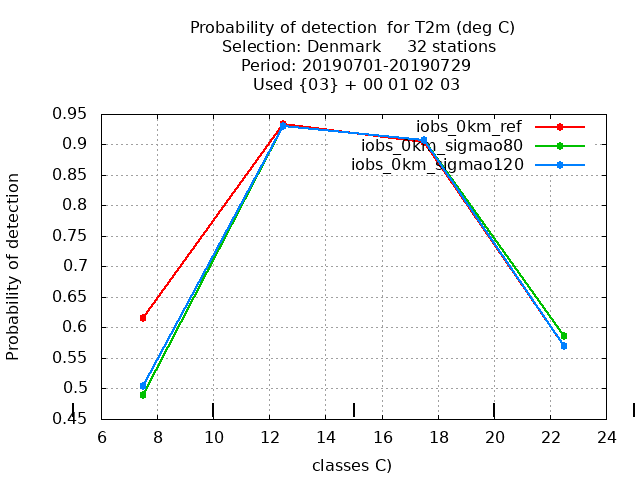 Probability of detection  for T2m (deg C)
Selection: Denmark     32 stations
Period: 20190701-20190729
Used {03} + 00 01 02 03
Probability of detection
0.95
0.9
0.85
0.8
0.75
0.7
0.65
0.6
0.55
0.5
0.45
iobs_0km_ref
iobs_0km_sigmao80
iobs_0km_sigmao120
6 8 10 12 14 16 18 20 22 24
classes C)